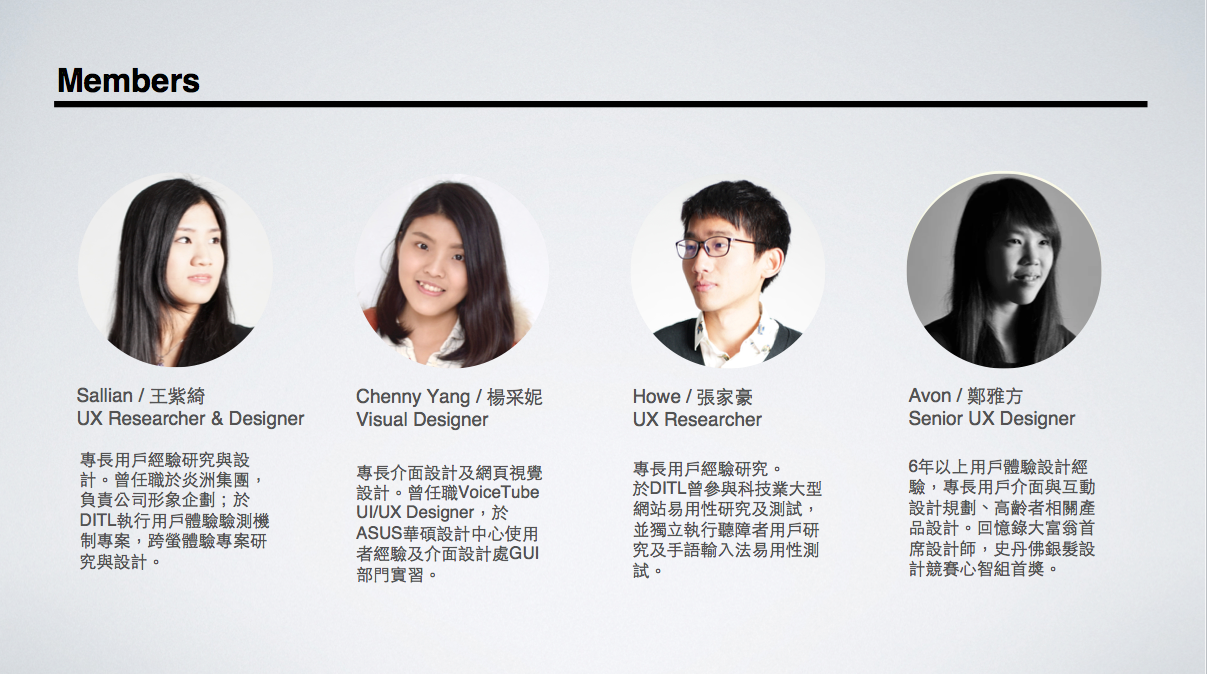 Members
Sallian / 王紫綺
UX Researcher & Designer
專長用戶經驗研究與設
計。曾任職於炎洲集團，
負責公司形象企劃；於
DITL執行用戶體驗驗測機
制專案，跨螢體驗專案研
究與設計。
Chenny Yang / 楊采妮
Visual Designer
專長介面設計及網頁視覺
設計。曾任職VoiceTube
UI/UX Designer，於
ASUS華碩設計中心使用
者經驗及介面設計處GUI
部門實習。
Howe / 張家豪
UX Researcher
專長用戶經驗研究。
於DITL曾參與科技業大型
網站易用性研究及測試，
並獨立執行聽障者用戶研
究及手語輸入法易用性測
試。
Avon / 鄭雅方
Senior UX Designer
6年以上用戶體驗設計經
驗，專長用戶介面與互動
設計規劃、高齡者相關產
品設計。回憶錄大富翁首
席設計師，史丹佛銀髮設
計競賽心智組首獎。